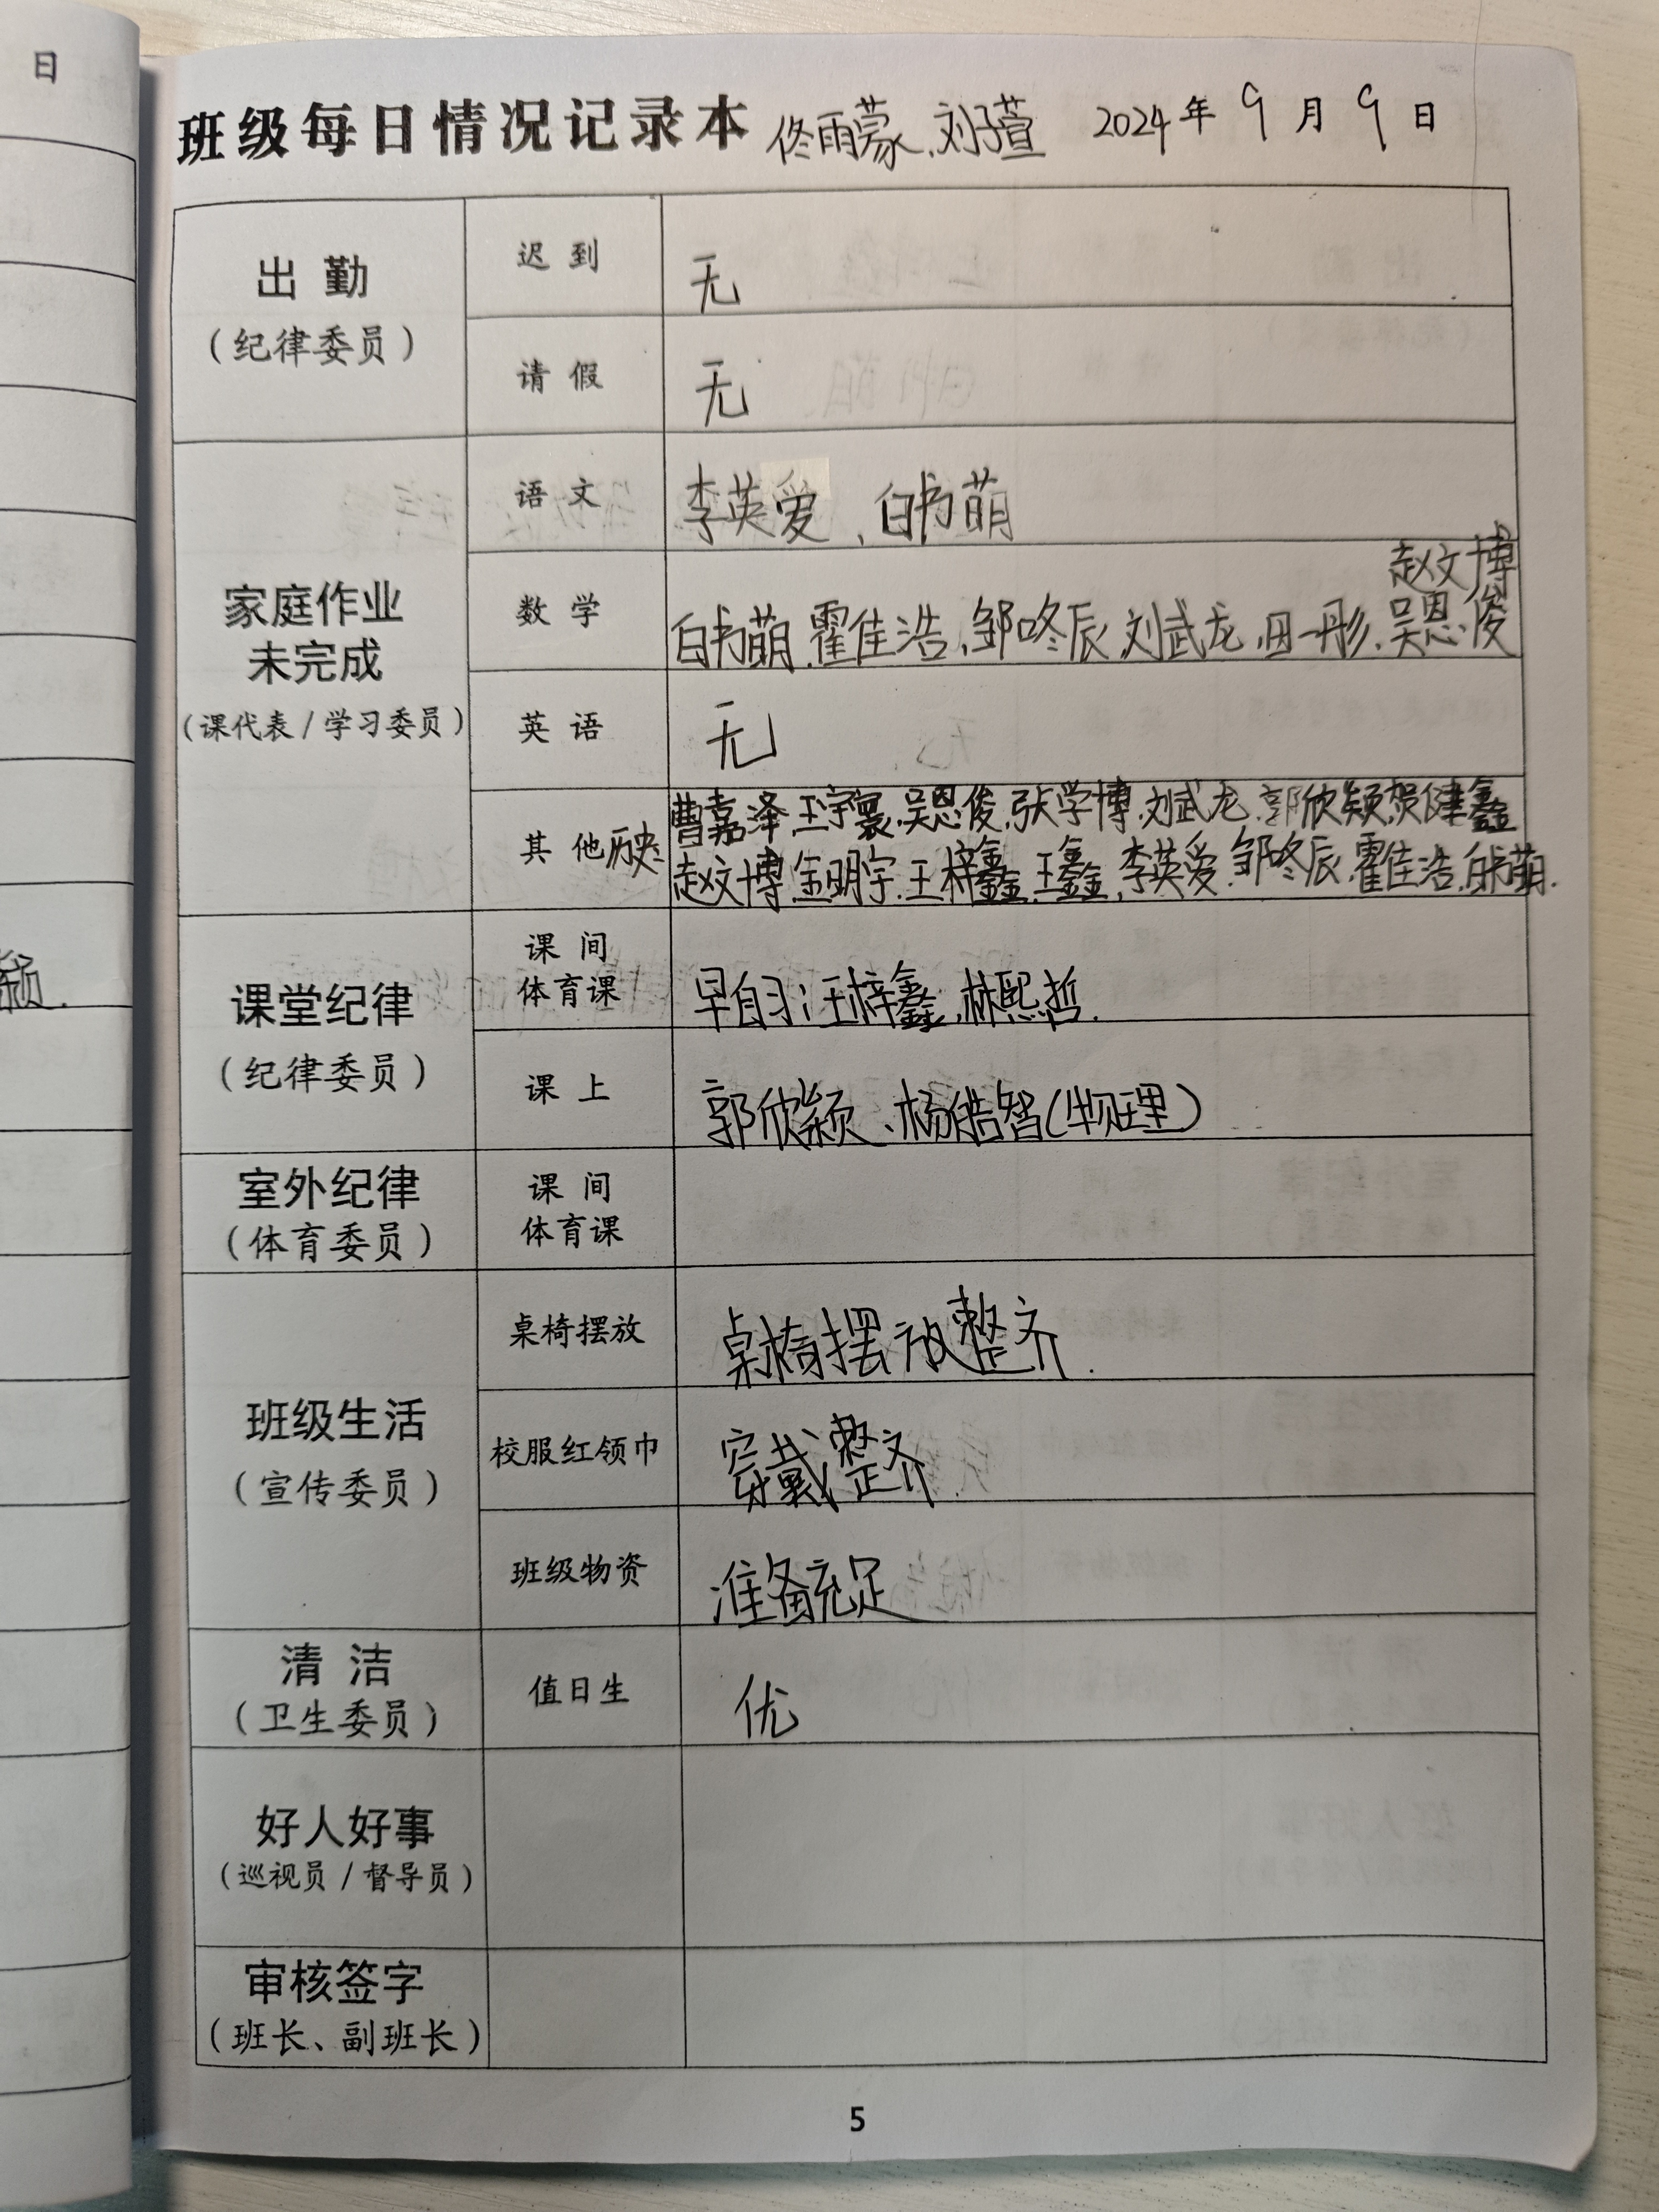 日
班级每日情况记录本 佟雨蒙、刘子萱 2024年9月9日
出勤
(纪律委员)
迟到 无
请假 无
家庭作业
未完成
(课代表/学习委员)
语文 李英爱、白书萌
赵文博
数学 白书萌、霍佳浩、邹咚辰、刘武龙、田一彤、吴恩俊
英语 无
其他历史 曹嘉泽、王宇寰、吴恩俊、张学博、刘武龙、郭欣颖、贺健鑫
赵文博、金明宇、王梓鑫、王鑫、李英爱、邹咚辰、霍佳浩、白书萌.
课堂纪律
(纪律委员)
课间
体育课 早自习:汪梓鑫、林熙哲.
课上 郭欣颖、杨皓智(物理)
室外纪律
(体育委员)
课间
体育课
班级生活
(宣传委员)
桌椅摆放 桌椅摆放整齐.
校服红领巾 穿戴整齐.
班级物资 准备充足
清洁
(卫生委员)
值日生 优
好人好事
(巡视员/督导员)
审核签字
(班长、副班长)
5